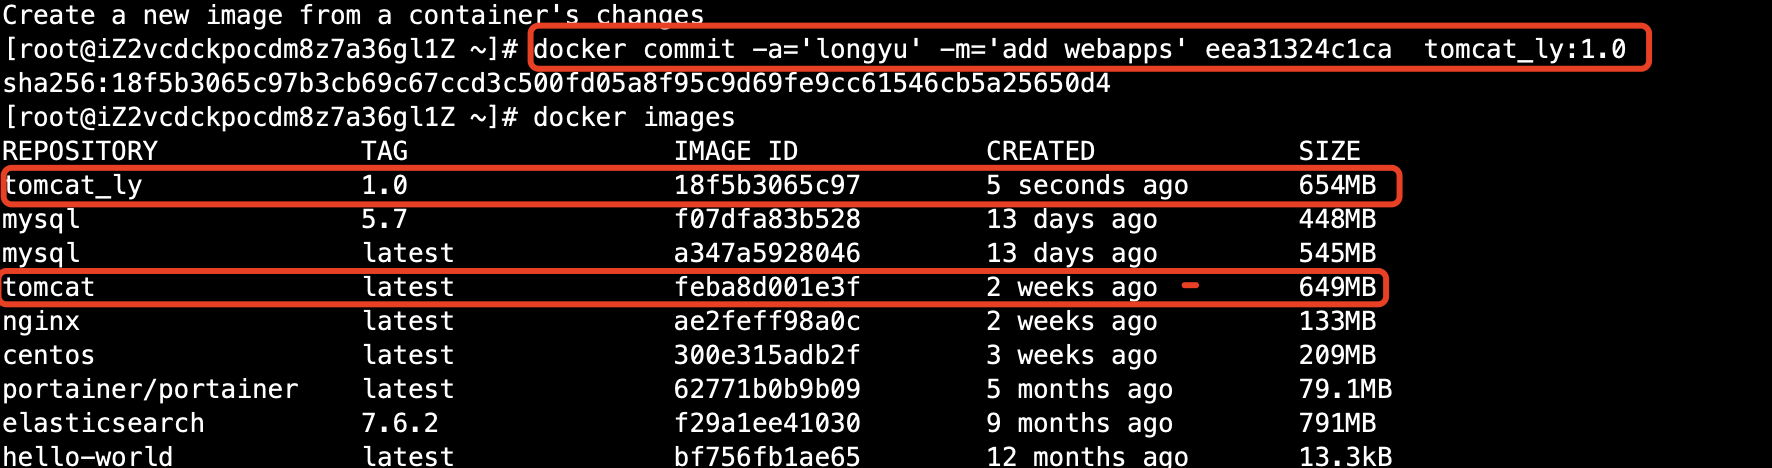 Create a new image from a container's changes
[root@iZ2vcdckpocdm8z7a36gl1Z ~]# docker commit -a='longyu' -m='add webapps' eea31324c1ca  tomcat_ly:1.0
sha256:18f5b3065c97b3cb69c67ccd3c500fd05a8f95c9d69fe9cc61546cb5a25650d4
[root@iZ2vcdckpocdm8z7a36gl1Z ~]# docker images
REPOSITORY             TAG                 IMAGE ID            CREATED             SIZE
tomcat_ly              1.0                 18f5b3065c97        5 seconds ago       654MB
mysql                  5.7                 f07dfa83b528        13 days ago         448MB
mysql                  latest              a347a5928046        13 days ago         545MB
tomcat                 latest              feba8d001e3f        2 weeks ago         649MB
nginx                  latest              ae2feff98a0c        2 weeks ago         133MB
centos                 latest              300e315adb2f        3 weeks ago         209MB
portainer/portainer    latest              62771b0b9b09        5 months ago        79.1MB
elasticsearch          7.6.2               f29a1ee41030        9 months ago        791MB
hello-world            latest              bf756fb1ae65        12 months ago       13.3kB